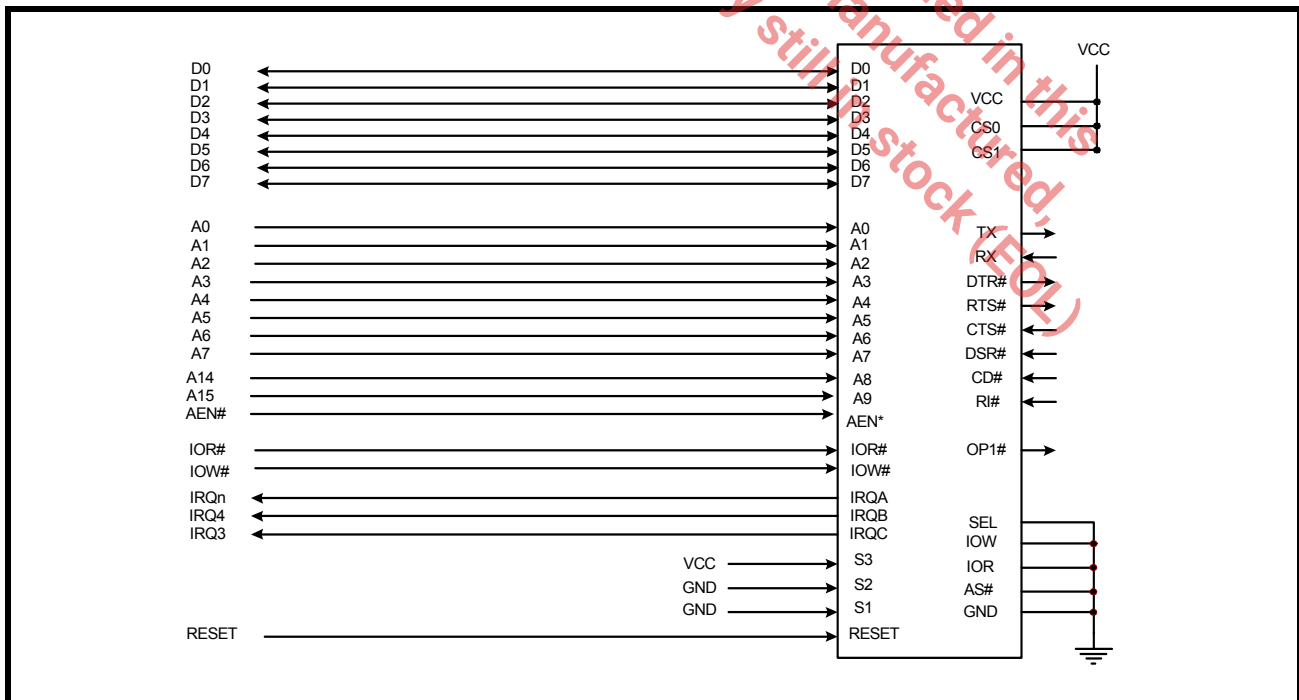 D0
D1
D2
D3
D4
D5
D6
D7
A0
A1
A2
A3
A4
A5
A6
A7
A14
A15
AEN#
IOR#
IOW#
IRQn
IRQ4
IRQ3
VCC
GND
GND
RESET
D0
D1
D2
D3
D4
D5
D6
D7
A0
A1
A2
A3
A4
A5
A6
A7
A8
A9
AEN*
IOR#
IOW#
IRQA
IRQB
IRQC
S3
S2
S1
RESET
VCC
VCC
CS0
CS1
TX
RX
DTR#
RTS#
CTS#
DSR#
CD#
RI#
OP1#
SEL
IOW
IOR
AS#
GND
in this
manufactured,
still in stock (EOL)